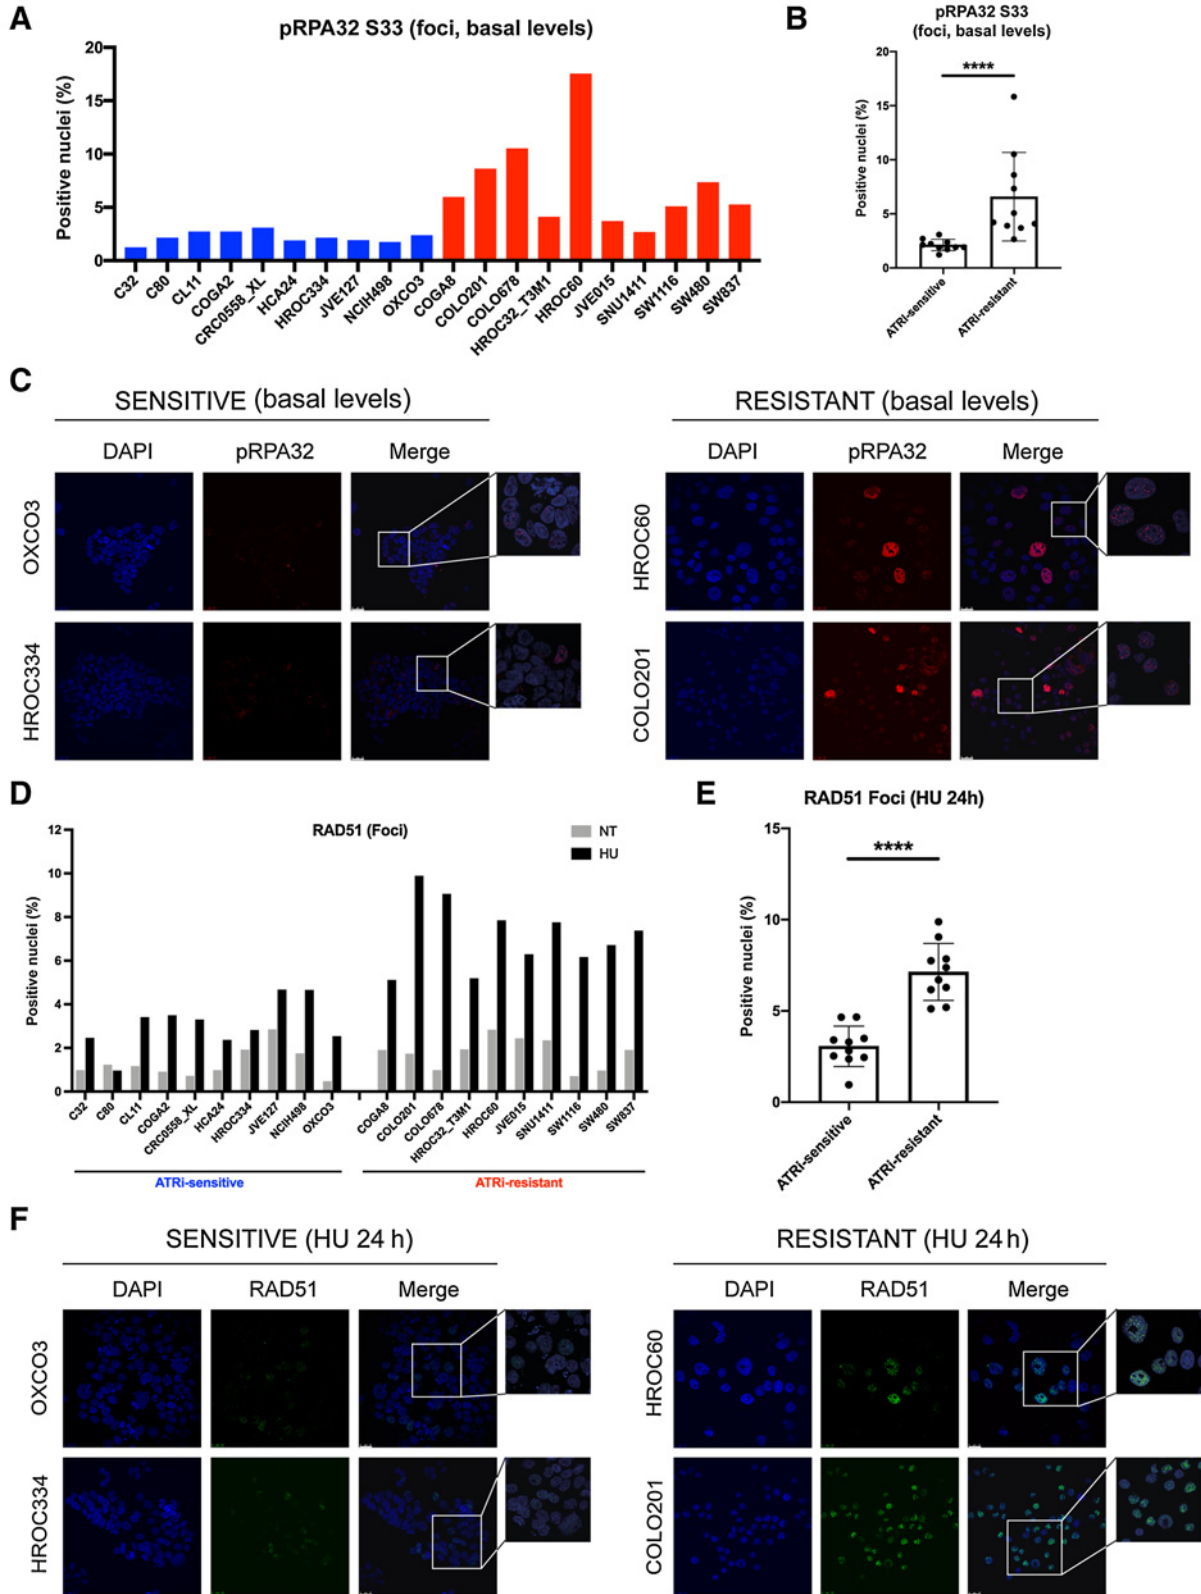 A
pRPA32 S33 (foci, basal levels)
Positive nuclei (%)
20
15
10
5
0
C32
C80
CL11
COGA2
CRC0558_XL
HCA24
HROC334
JVE127
NCIH498
OXCO3
COGA8
COLO201
COLO678
HROC32_T3M1
HROC60
JVE015
SNU1411
SW1116
SW480
SW837
B
pRPA32 S33
(foci, basal levels)
Positive nuclei (%)
20
15
10
5
0
****
ATRi-sensitive
ATRi-resistant
C
SENSITIVE (basal levels)
DAPI
pRPA32
Merge
OXCO3
HROC334
RESISTANT (basal levels)
DAPI
pRPA32
Merge
HROC60
COLO201
D
RAD51 (Foci)
NT
HU
Positive nuclei (%)
12
10
8
6
4
2
0
C32
C80
CL11
COGA2
CRC0558_XL
HCA24
HROC334
JVE127
NCIH498
OXCO3
COGA8
COLO201
COLO678
HROC32_T3M1
HROC60
JVE015
SNU1411
SW1116
SW480
SW837
ATRi-sensitive
ATRi-resistant
E
RAD51 Foci (HU 24h)
Positive nuclei (%)
15
10
5
0
****
ATRi-sensitive
ATRi-resistant
F
SENSITIVE (HU 24 h)
DAPI
RAD51
Merge
OXCO3
HROC334
RESISTANT (HU 24 h)
DAPI
RAD51
Merge
HROC60
COLO201